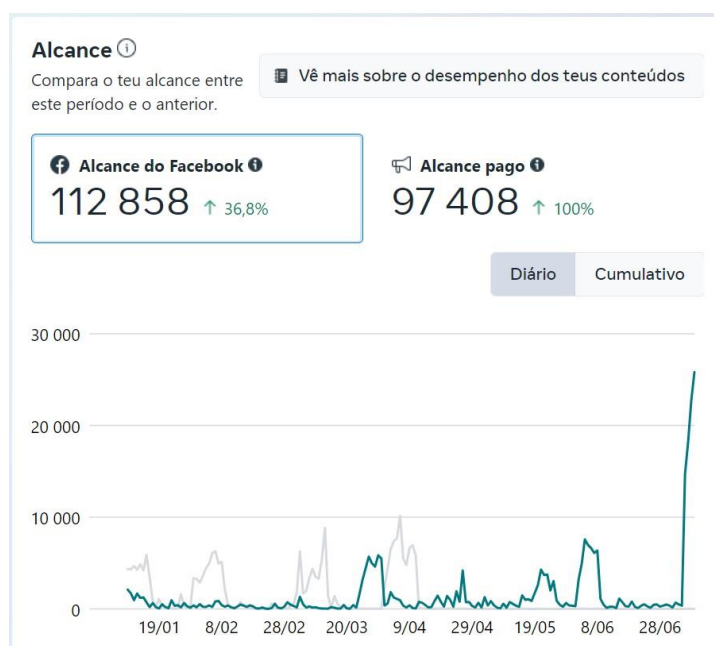 Alcance
Compara o teu alcance entre
este período e o anterior.
Vê mais sobre o desempenho dos teus conteúdos
Alcance do Facebook
112 858 ↑ 36,8%
Alcance pago
97 408 ↑ 100%
Diário
Cumulativo
30 000
20 000
10 000
0
19/01 8/02 28/02 20/03 9/04 29/04 19/05 8/06 28/06